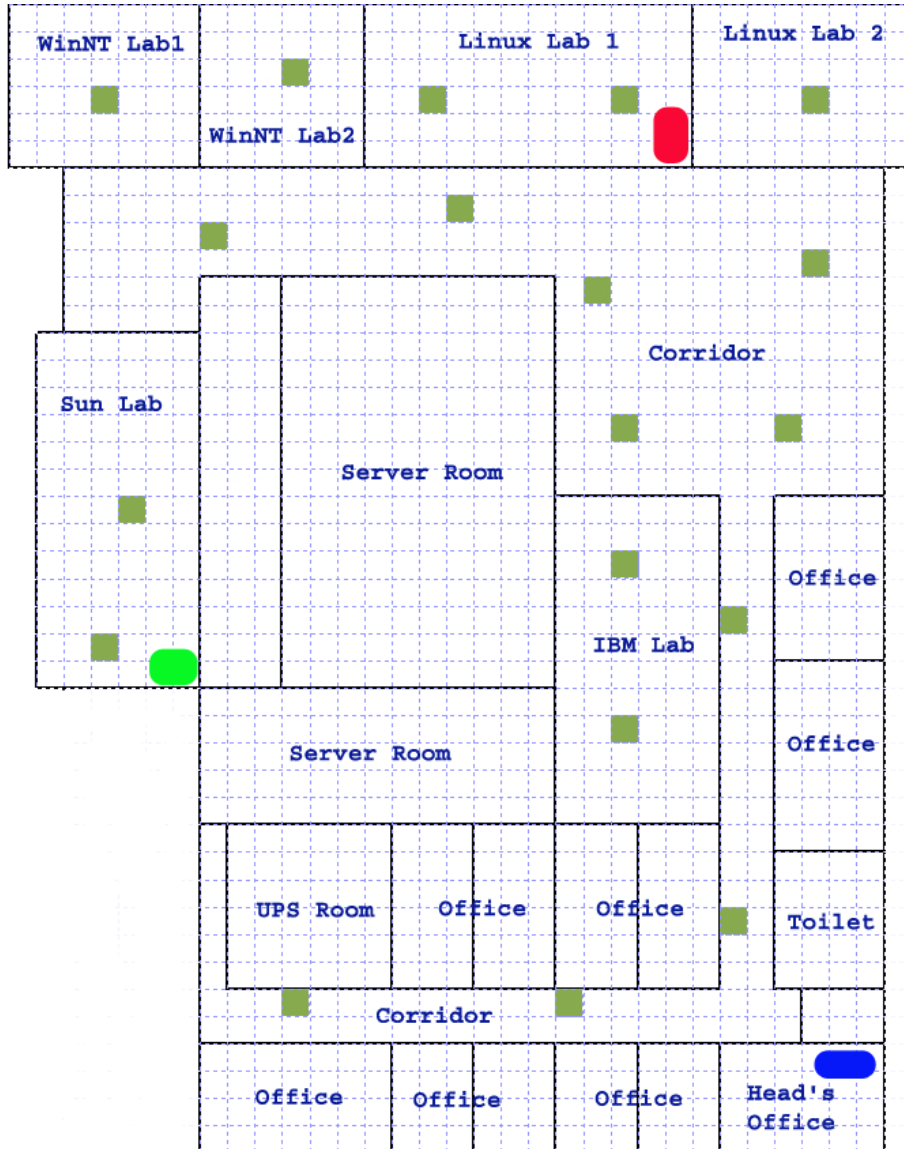 WinNT Lab1
WinNT Lab2
Linux Lab 1
Linux Lab 2
Corridor
Sun Lab
Server Room
Office
IBM Lab
Office
Server Room
UPS Room
Office
Office
Toilet
Corridor
Office
Office
Office
Head's
Office